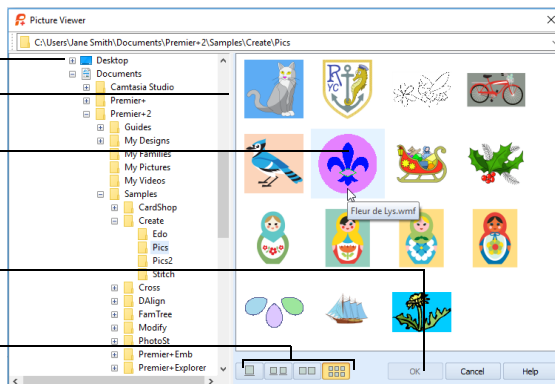 Picture Viewer
C:\Users\Jane Smith\Documents\Premier+2\Samples\Create\Pics
Desktop
Documents
Camtasia Studio
Premier+
Premier+2
Guides
My Designs
My Families
My Pictures
My Videos
Samples
CardShop
Create
Edo
Pics
Pics2
Stitch
Cross
DAlign
FamTree
Modify
PhotoSt
Premier+Emb
Premier+Explorer
R
YC
Fleur de Lys.wmf
OK
Cancel
Help